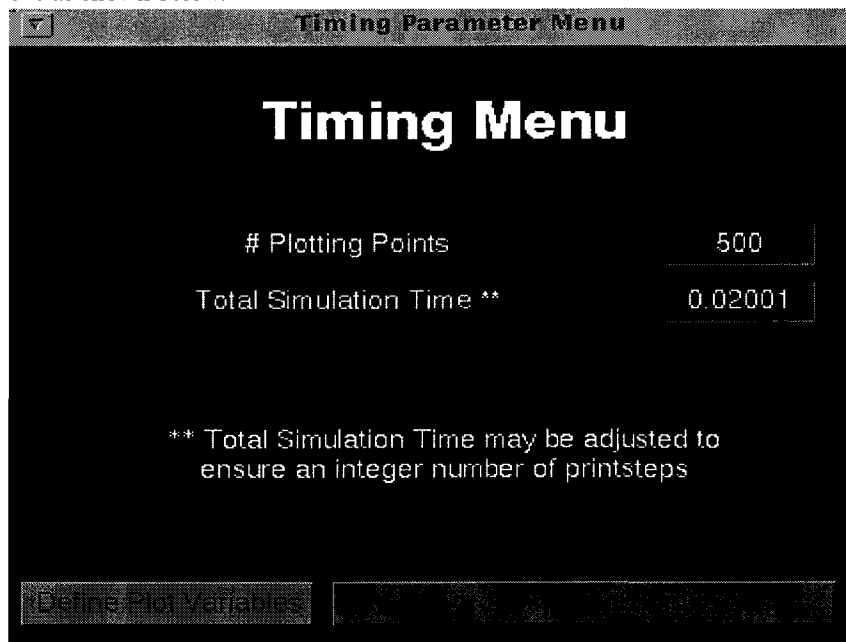 Timing Parameter Menu
Timing Menu
# Plotting Points 500
Total Simulation Time ** 0.02001
** Total Simulation Time may be adjusted to
ensure an integer number of printsteps
Define Plot Variables